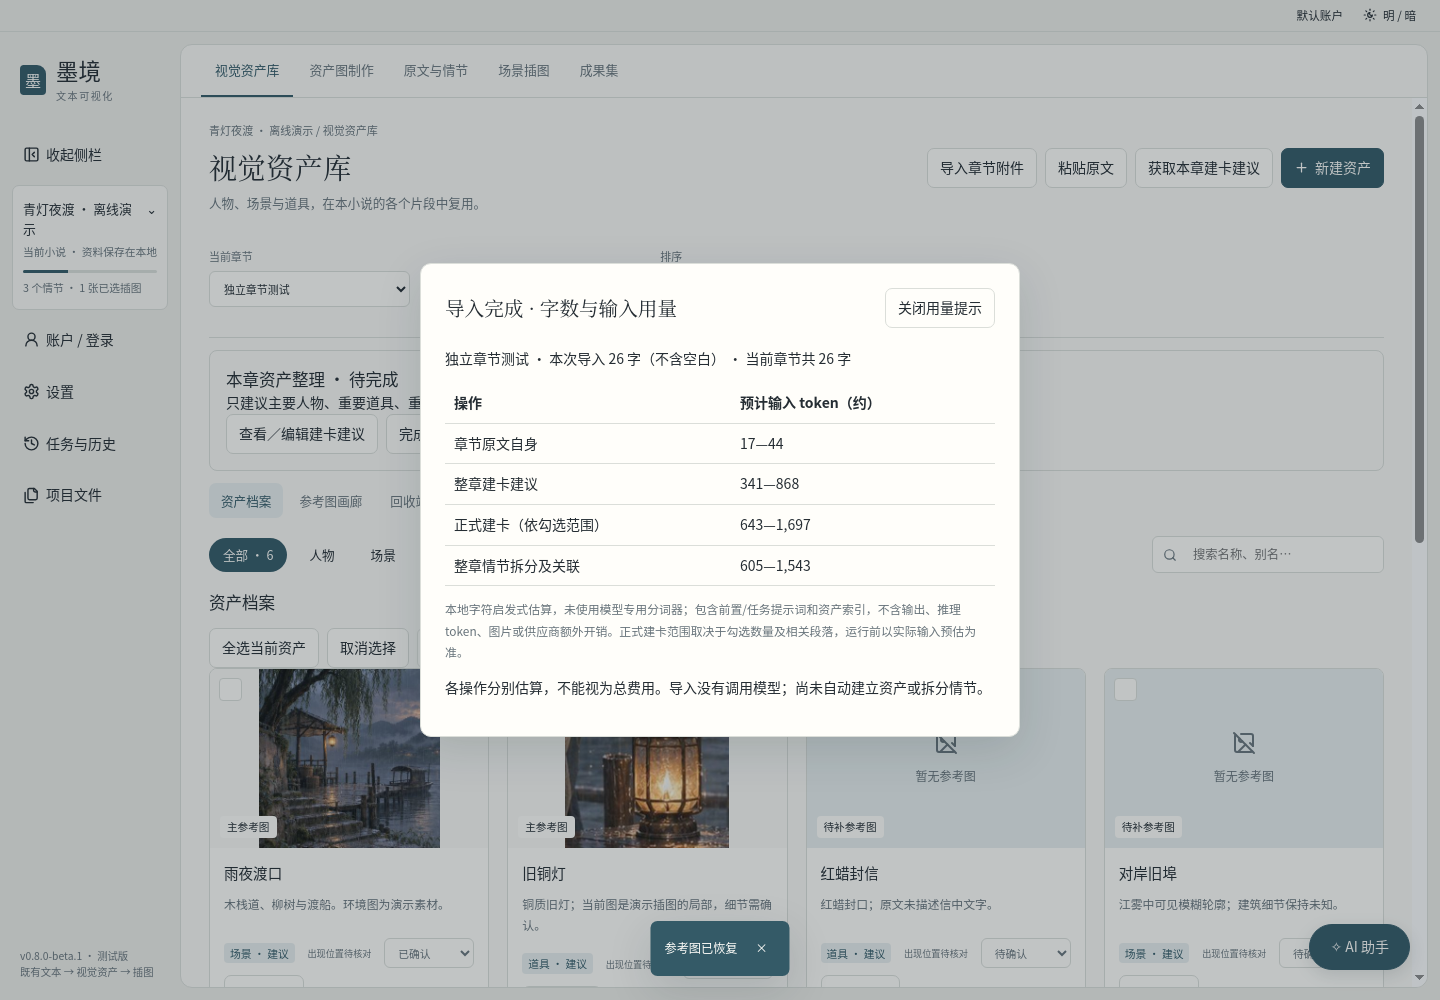 默认账户
明 / 暗
墨
墨境
文本可视化
收起侧栏
青灯夜渡 · 离线演示
当前小说 · 资料保存在本地
3 个情节 · 1 张已选插图
账户 / 登录
设置
任务与历史
项目文件
v0.8.0-beta.1 · 测试版
既有文本 → 视觉资产 → 插图
视觉资产库
资产图制作
原文与情节
场景插图
成果集
青灯夜渡 · 离线演示 / 视觉资产库
视觉资产库
人物、场景与道具，在本小说的各个片段中复用。
导入章节附件
粘贴原文
获取本章建卡建议
新建资产
当前章节
排序
独立章节测试
本章资产整理 · 待完成
只建议主要人物、重要道具、重
查看／编辑建卡建议
完成
资产档案
参考图画廊
回收站
全部 · 6
人物
场景
搜索名称、别名…
资产档案
全选当前资产
取消选择
导入完成 · 字数与输入用量
关闭用量提示
独立章节测试 · 本次导入 26 字（不含空白） · 当前章节共 26 字
操作
预计输入 token（约）
章节原文自身
17—44
整章建卡建议
341—868
正式建卡（依勾选范围）
643—1,697
整章情节拆分及关联
605—1,543
本地字符启发式估算，未使用模型专用分词器；包含前置/任务提示词和资产索引，不含输出、推理
token、图片或供应商额外开销。正式建卡范围取决于勾选数量及相关段落，运行前以实际输入预估为
准。
各操作分别估算，不能视为总费用。导入没有调用模型；尚未自动建立资产或拆分情节。
主参考图
雨夜渡口
木栈道、柳树与渡船。环境图为演示素材。
场景 · 建议
出现位置待核对
已确认
主参考图
旧铜灯
铜质旧灯；当前图是演示插图的局部，细节需确
认。
道具 · 建议
出现位置待
暂无参考图
待补参考图
红蜡封信
红蜡封口；原文未描述信中文字。
道具 · 建议
出现位置待核对
待确认
暂无参考图
待补参考图
对岸旧埠
江雾中可见模糊轮廓；建筑细节保持未知。
场景 · 建议
出现位置待核对
待确
参考图已恢复
AI 助手